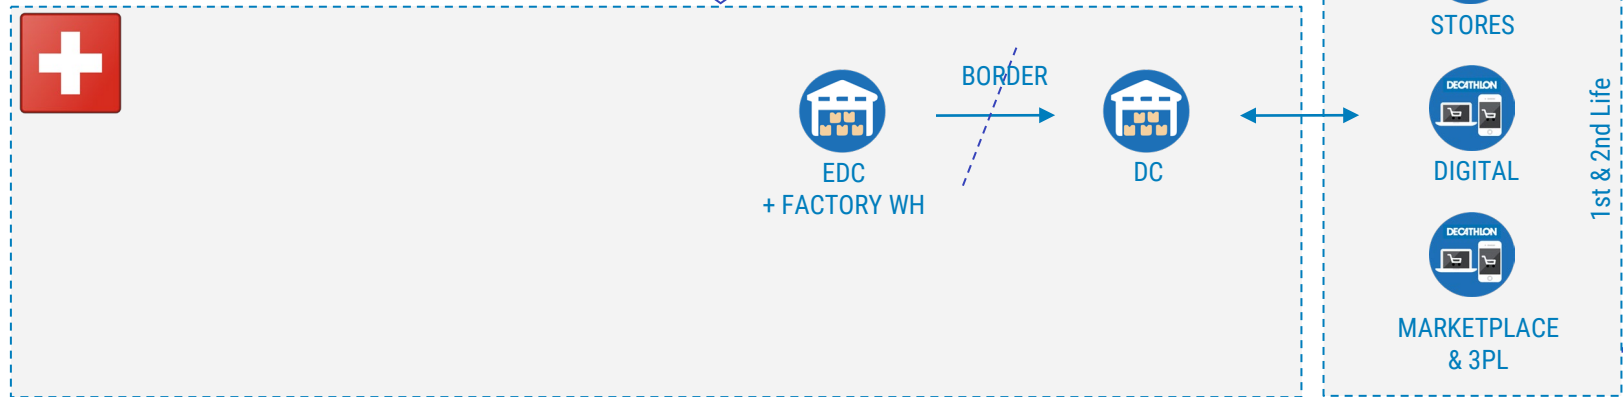 STORES
BORDER
EDC
+ FACTORY WH
DC
DECATHLON
DIGITAL
DECATHLON
MARKETPLACE
& 3PL
1st & 2nd Life